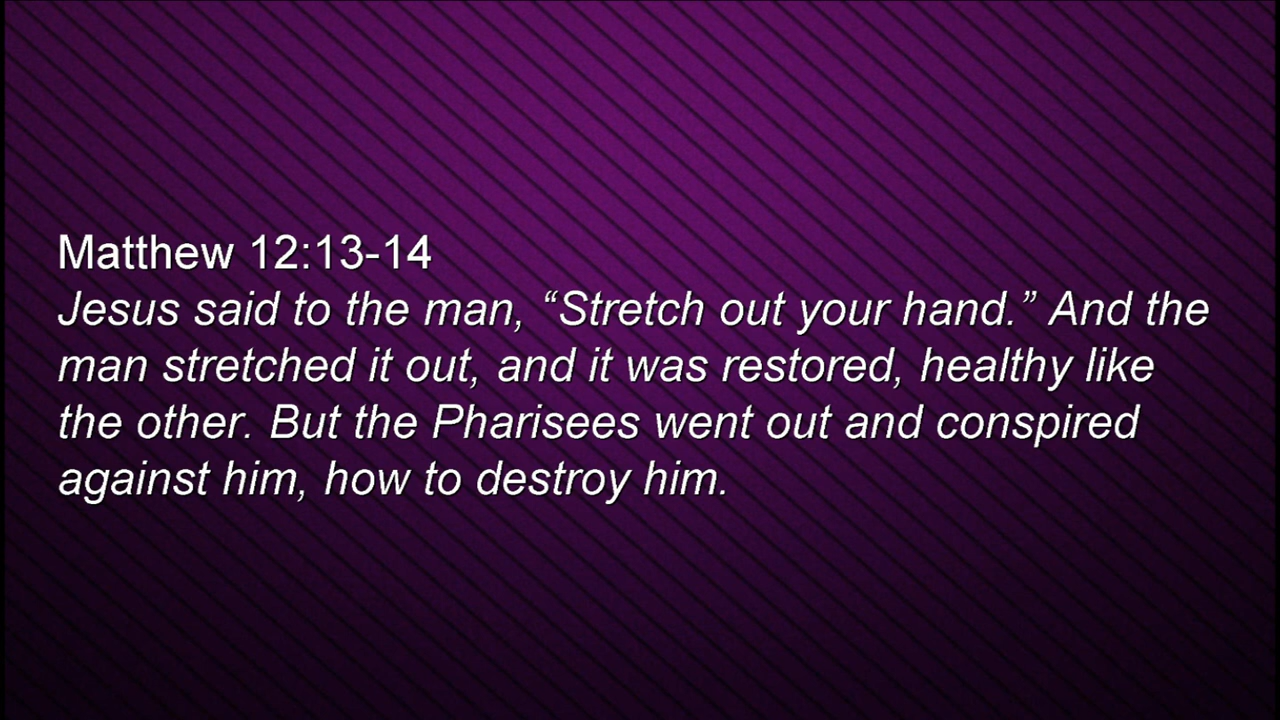 Matthew 12:13-14
Jesus said to the man, “Stretch out your hand.” And the
man stretched it out, and it was restored, healthy like
the other. But the Pharisees went out and conspired
against him, how to destroy him.